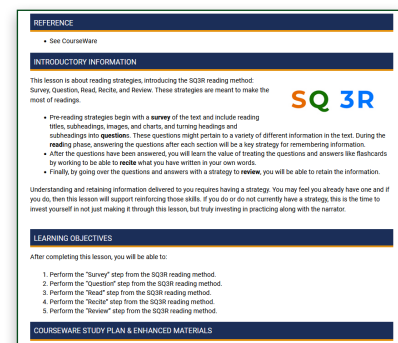 REFERENCE
• See CourseWare
INTRODUCTORY INFORMATION
This lesson is about reading strategies, introducing the SQ3R reading method:
Survey, Question, Read, Recite, and Review. These strategies are meant to make the
most of readings.
SQ 3R
• Pre-reading strategies begin with a survey of the text and include reading
titles, subheadings, images, and charts, and turning headings and
subheadings into questions. These questions might pertain to a variety of different information in the text. During the
reading phase, answering the questions after each section will be a key strategy for remembering information.
• After the questions have been answered, you will learn the value of treating the questions and answers like flashcards
by working to be able to recite what you have written in your own words.
• Finally, by going over the questions and answers with a strategy to review, you will be able to retain the information.
Understanding and retaining information delivered to you requires having a strategy. You may feel you already have one and if
you do, then this lesson will support reinforcing those skills. If you do or do not currently have a strategy, this is the time to
invest yourself in not just making it through this lesson, but truly investing in practicing along with the narrator.
LEARNING OBJECTIVES
After completing this lesson, you will be able to:
1. Perform the "Survey" step from the SQ3R reading method.
2. Perform the "Question" step from the SQ3R reading method.
3. Perform the "Read" step from the SQ3R reading method.
4. Perform the "Recite" step from the SQ3R reading method.
5. Perform the "Review" step from the SQ3R reading method.
COURSEWARE STUDY PLAN & ENHANCED MATERIALS